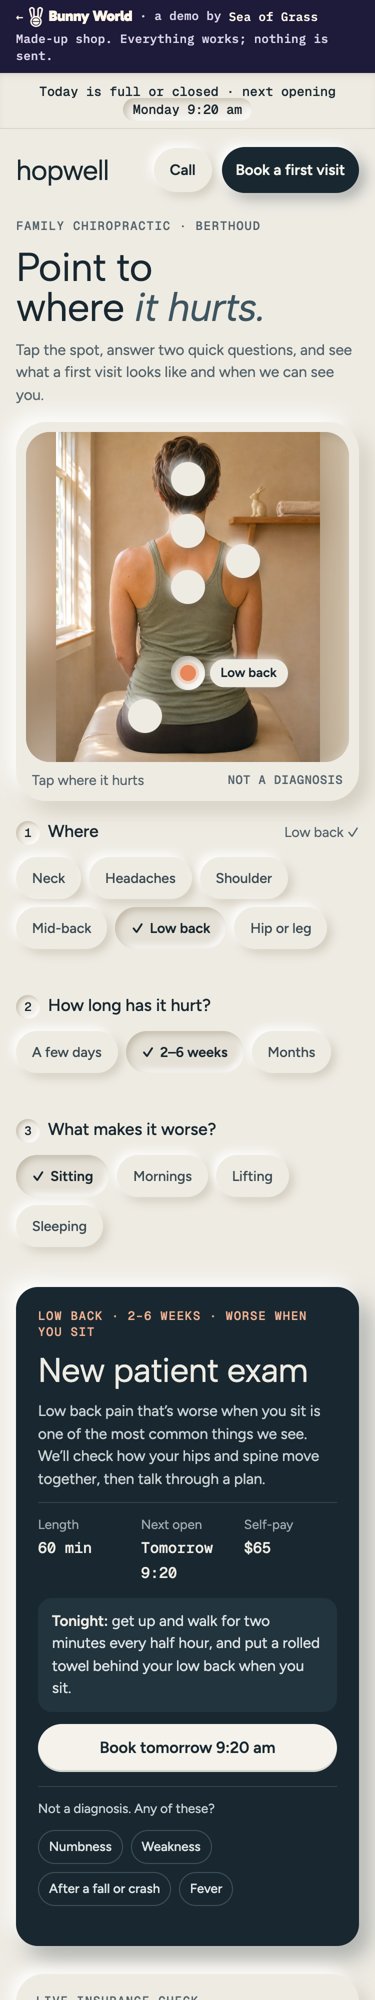 ← Bunny World · a demo by Sea of Grass
Made-up shop. Everything works; nothing is
sent.
Today is full or closed · next opening
Monday 9:20 am
hopwell
Call
Book a first visit
FAMILY CHIROPRACTIC · BERTHOUD
Point to
where it hurts.
Tap the spot, answer two quick questions, and see
what a first visit looks like and when we can see
you.
Low back
Tap where it hurts
NOT A DIAGNOSIS
1 Where
Low back ✓
Neck
Headaches
Shoulder
Mid-back
✓ Low back
Hip or leg
2 How long has it hurt?
A few days
✓ 2–6 weeks
Months
3 What makes it worse?
✓ Sitting
Mornings
Lifting
Sleeping
LOW BACK · 2–6 WEEKS · WORSE WHEN
YOU SIT
New patient exam
Low back pain that's worse when you sit is
one of the most common things we see.
We'll check how your hips and spine move
together, then talk through a plan.
Length
Next open
Self-pay
60 min
Tomorrow
9:20
$65
Tonight: get up and walk for two
minutes every half hour, and put a rolled
towel behind your low back when you
sit.
Book tomorrow 9:20 am
Not a diagnosis. Any of these?
Numbness
Weakness
After a fall or crash
Fever
LIVE INSURANCE CHECK